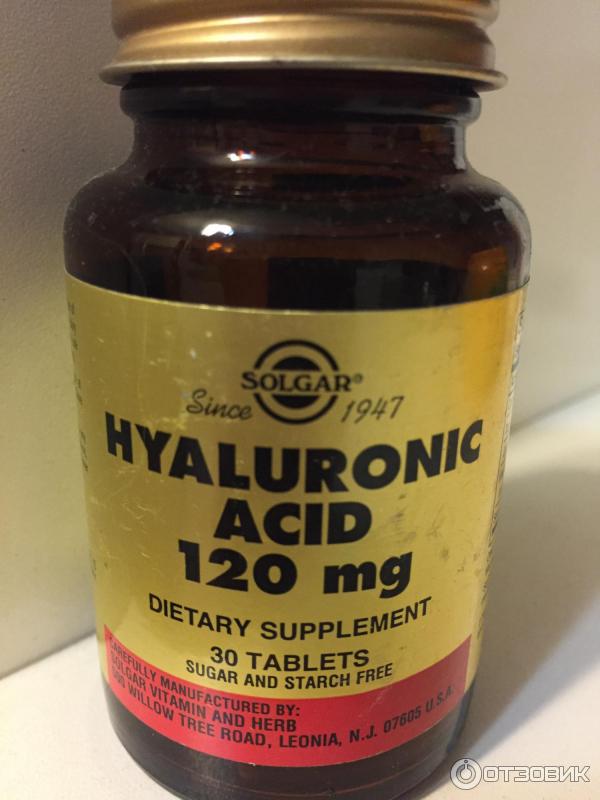 SOLGAR®
Since 1947
HYALURONIC
ACID
120 mg
DIETARY SUPPLEMENT
30 TABLETS
SUGAR AND STARCH FREE
CAREFULLY MANUFACTURED BY:
SOLGAR VITAMIN AND HERB
500 WILLOW TREE ROAD, LEONIA, N.J. 07605 U.S.A.
ОТЗОВИК